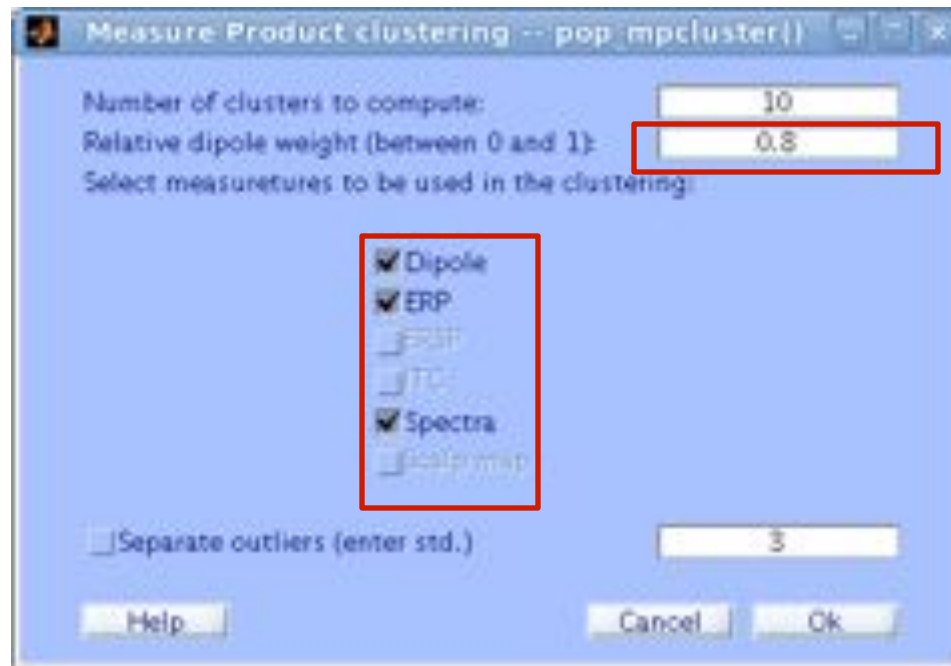 Measure Product clustering -- pop_mpcluster()
Number of clusters to compute: 10
Relative dipole weight (between 0 and 1): 0.8
Select measuretures to be used in the clustering:
Dipole
ERP
ERSP
ITC
Spectra
Scalp map
Separate outliers (enter std.) 3
Help Cancel Ok